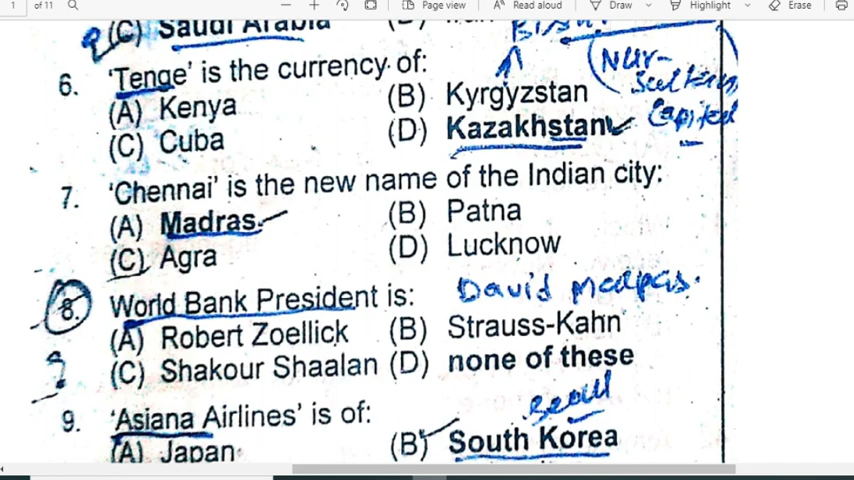 1 of 11 Page view Read aloud Draw Highlight Erase
(C) Saudi Arabia
6. 'Tenge' is the currency of:
(A) Kenya (B) Kyrgyzstan
(C) Cuba (D) Kazakhstan
Nur-
Sultan
Capital
7. 'Chennai' is the new name of the Indian city:
(A) Madras (B) Patna
(C) Agra (D) Lucknow
8. World Bank President is: David Malpas.
(A) Robert Zoellick (B) Strauss-Kahn
(C) Shakour Shaalan (D) none of these
9. 'Asiana Airlines' is of: Seoul
(A) Japan (B) South Korea